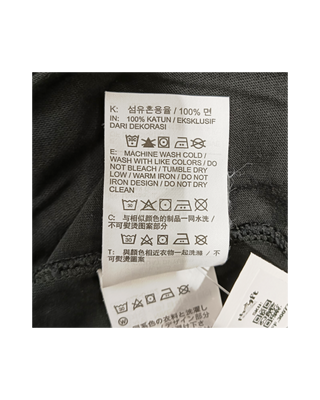 K: 섬유혼용율 / 100% 면
IN: 100% KATUN / EKSKLUSIF
DARI DEKORASI
E: MACHINE WASH COLD /
WASH WITH LIKE COLORS / DO
NOT BLEACH / TUMBLE DRY
LOW / WARM IRON / DO NOT
IRON DESIGN / DO NOT DRY
CLEAN
C: 与相似颜色的制品一同水洗 /
不可熨烫图案部分
T: 與顏色相近衣物一起洗滌 / 不
可熨燙圖案部分